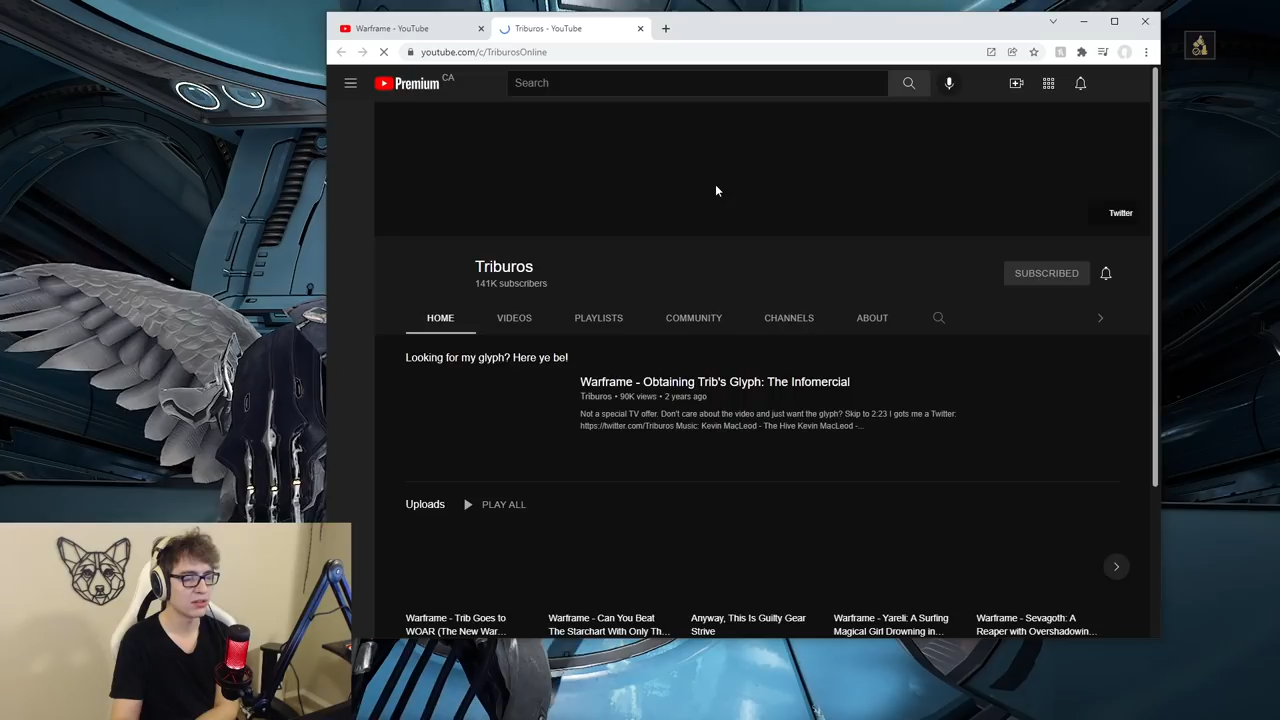 Warframe - YouTube
Triburos - YouTube
youtube.com/c/TriburosOnline
Premium CA
Search
Twitter
Triburos
141K subscribers
SUBSCRIBED
HOME
VIDEOS
PLAYLISTS
COMMUNITY
CHANNELS
ABOUT
Looking for my glyph? Here ye be!
Warframe - Obtaining Trib's Glyph: The Infomercial
Triburos • 90K views • 2 years ago
Not a special TV offer. Don't care about the video and just want the glyph? Skip to 2:23 I gots me a Twitter:
https://twitter.com/Triburos Music: Kevin MacLeod - The Hive Kevin MacLeod -...
Uploads
PLAY ALL
Warframe - Trib Goes to
WOAR (The New War...
Warframe - Can You Beat
The Starchart With Only Th...
Anyway, This Is Guilty Gear
Strive
Warframe - Yareli: A Surfing
Magical Girl Drowning in...
Warframe - Sevagoth: A
Reaper with Overshadowin...